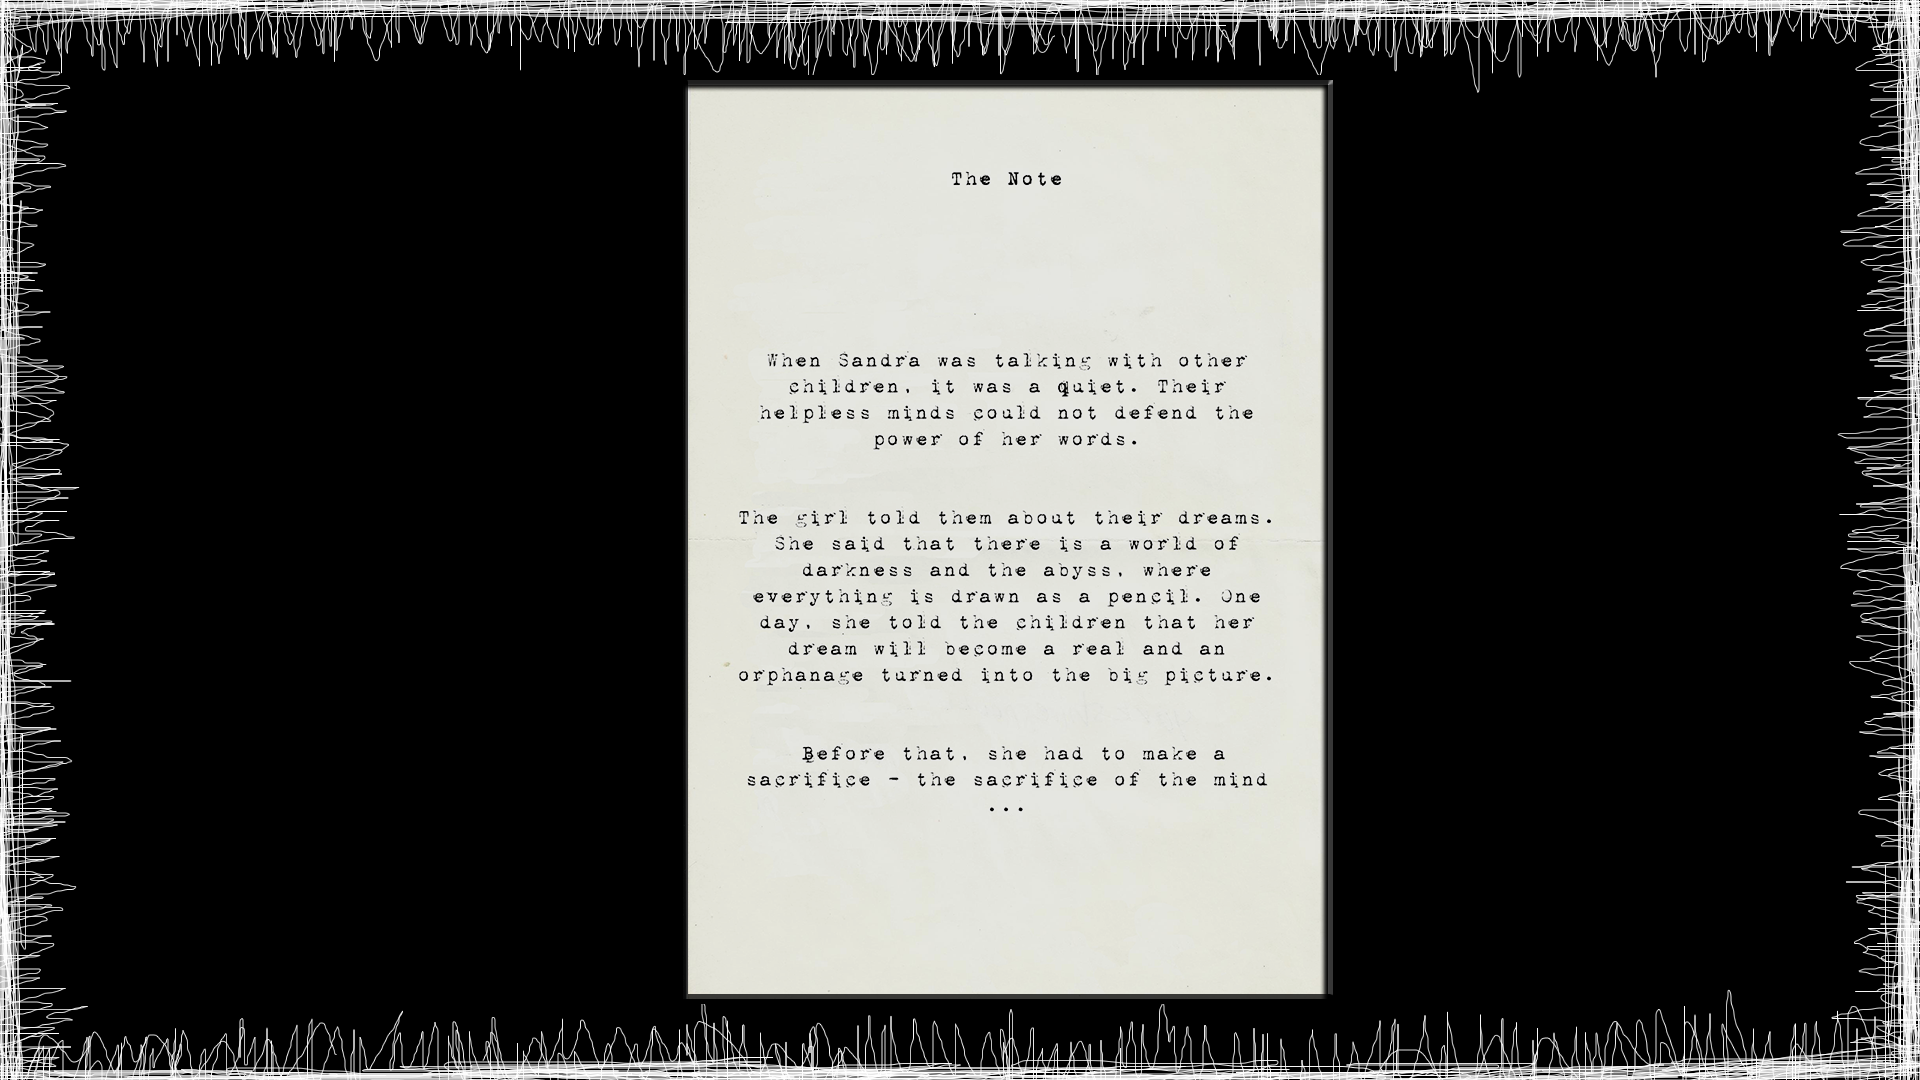 The Note
When Sandra was talking with other
children, it was a quiet. Their
helpless minds could not defend the
power of her words.
The girl told them about their dreams.
She said that there is a world of
darkness and the abyss, where
everything is drawn as a pencil. One
day, she told the children that her
dream will become a real and an
orphanage turned into the big picture.
Before that, she had to make a
sacrifice - the sacrifice of the mind
...